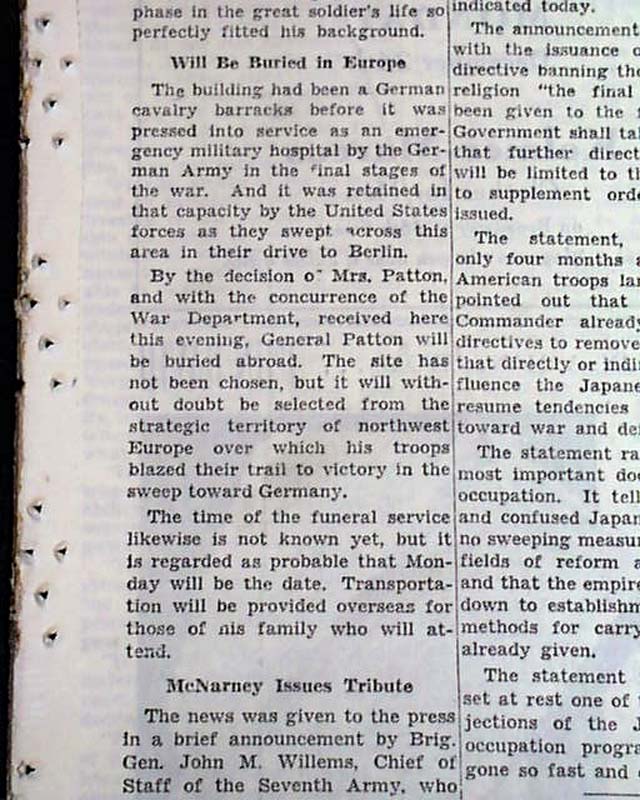 phase in the great soldier's life so
perfectly fitted his background.
Will Be Buried in Europe
The building had been a German
cavalry barracks before it was
pressed into service as an emer-
gency military hospital by the Ger-
man Army in the final stages of
the war. And it was retained in
that capacity by the United States
forces as they swept across this
area in their drive to Berlin.
By the decision o Mrs. Patton,
and with the concurrence of the
War Department, received here
this evening, General Patton will
be buried abroad. The site has
not been chosen, but it will with-
out doubt be selected from the
strategic territory of northwest
Europe over which his troops
blazed their trail to victory in the
sweep toward Germany.
The time of the funeral service
likewise is not known yet, but it
is regarded as probable that Mon-
day will be the date. Transporta-
tion will be provided overseas for
those of his family who will at-
tend.
McNarney Issues Tribute
The news was given to the press
in a brief announcement by Brig.
Gen. John M. Willems, Chief of
Staff of the Seventh Army, who
indicated today.
The announcement
with the issuance
directive banning the
religion "the final
been given to the
Government shall
that further
will be limited to
to supplement
issued.
The statement,
only four months
American troops
pointed out that
Commander already
directives to remove
that directly or
fluence the
resume tendencies
toward war and
The statement
most important
occupation. It
and confused
no sweeping
fields of reform
and that the empire
down to
methods for
already given.
The statement
set at rest one of
jections of the
occupation
gone so fast and